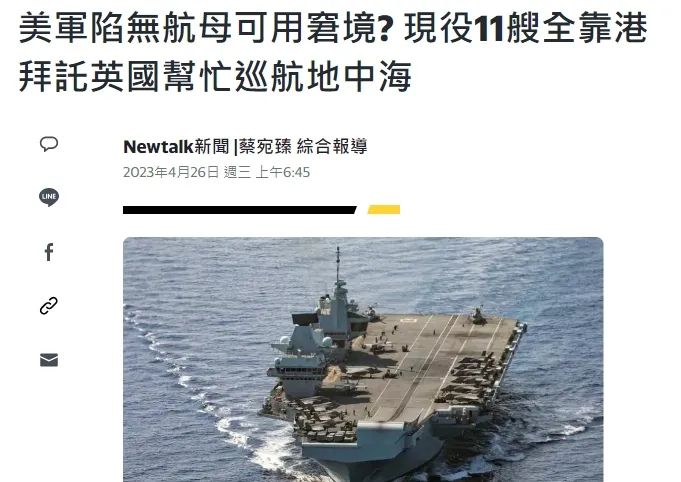 美軍陷無航母可用窘境? 現役11艘全靠港
拜託英國幫忙巡航地中海
Newtalk新聞 |蔡宛臻 綜合報導
2023年4月26日 週三 上午6:45
LINE